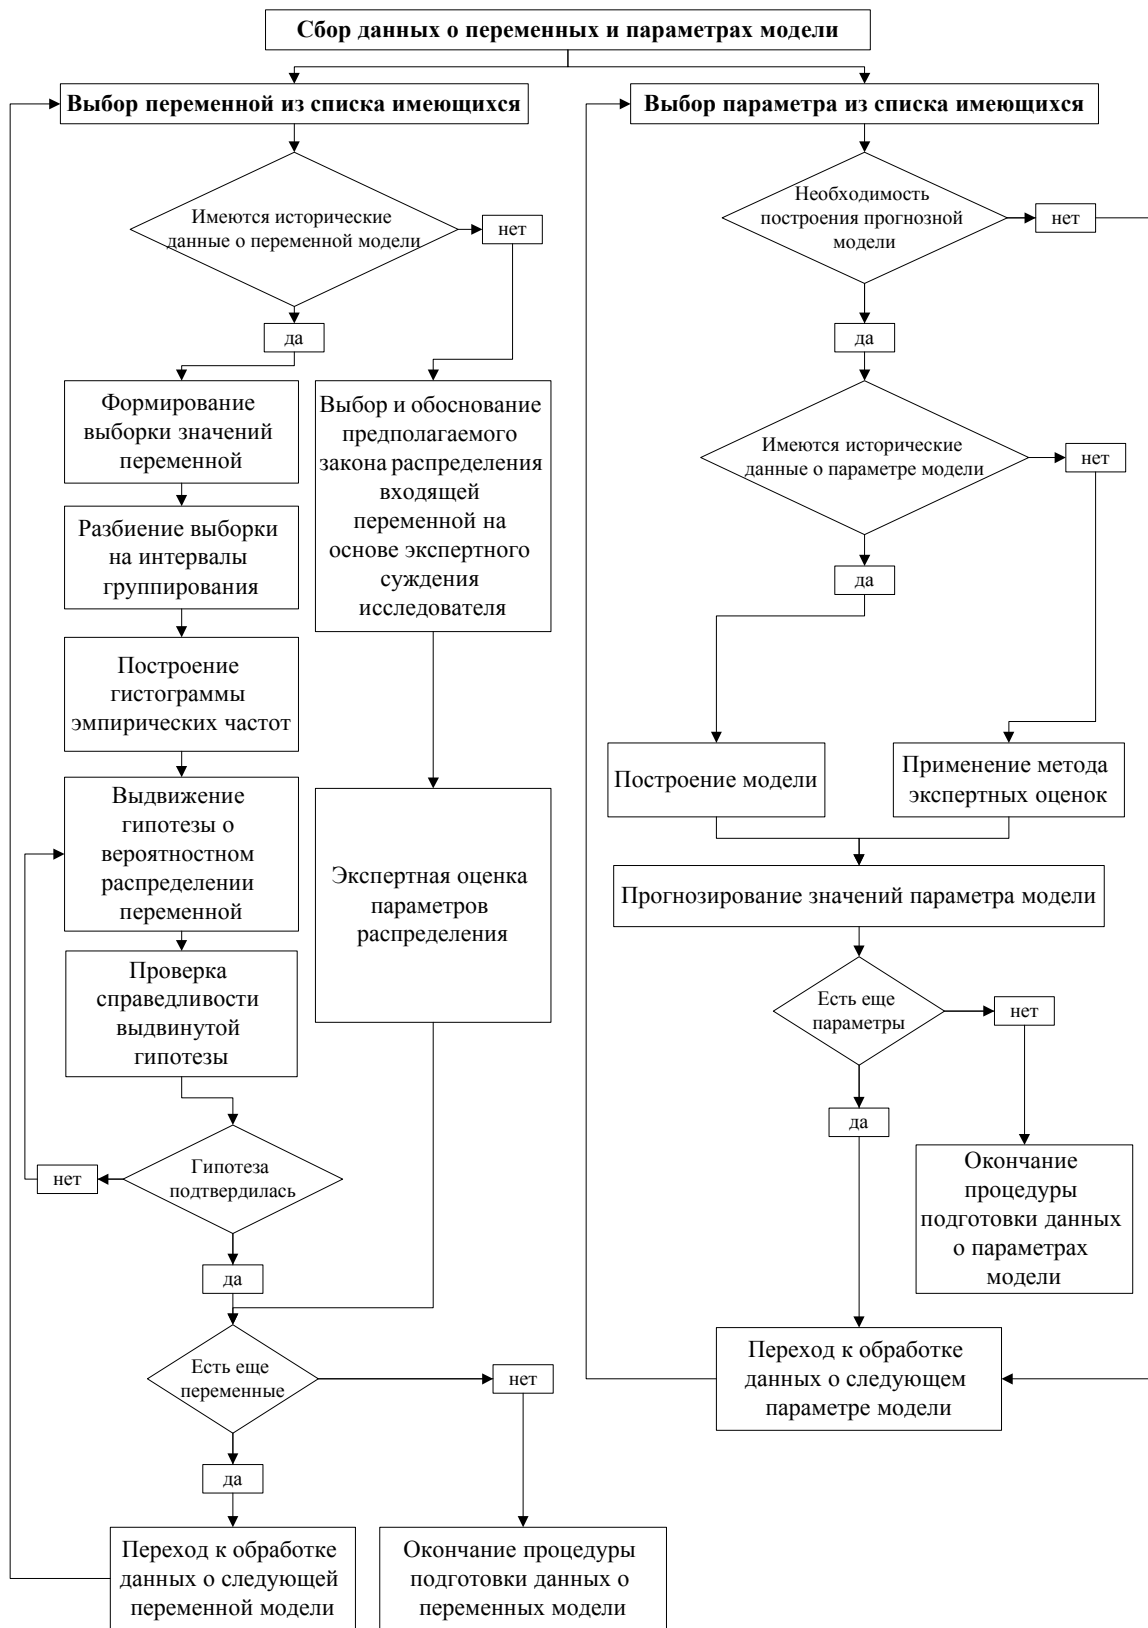 Сбор данных о переменных и параметрах модели
Выбор переменной из списка имеющихся
Имеются исторические
данные о переменной модели
нет
да
Формирование
выборки значений
переменной
Разбиение выборки
на интервалы
группирования
Построение
гистограммы
эмпирических частот
Выдвижение
гипотезы о
вероятностном
распределении
переменной
Проверка
справедливости
выдвинутой
гипотезы
Гипотеза
подтвердилась
нет
да
Выбор и обоснование
предполагаемого
закона распределения
входящей
переменной на
основе экспертного
суждения
исследователя
Экспертная оценка
параметров
распределения
Есть еще
переменные
нет
да
Переход к обработке
данных о следующей
переменной модели
Окончание процедуры
подготовки данных о
переменных модели
Выбор параметра из списка имеющихся
Необходимость
построения прогнозной
модели
нет
да
Имеются исторические
данные о параметре модели
нет
да
Построение модели
Применение метода
экспертных оценок
Прогнозирование значений параметра модели
Есть еще
параметры
нет
да
Окончание
процедуры
подготовки данных
о параметрах
модели
Переход к обработке
данных о следующем
параметре модели